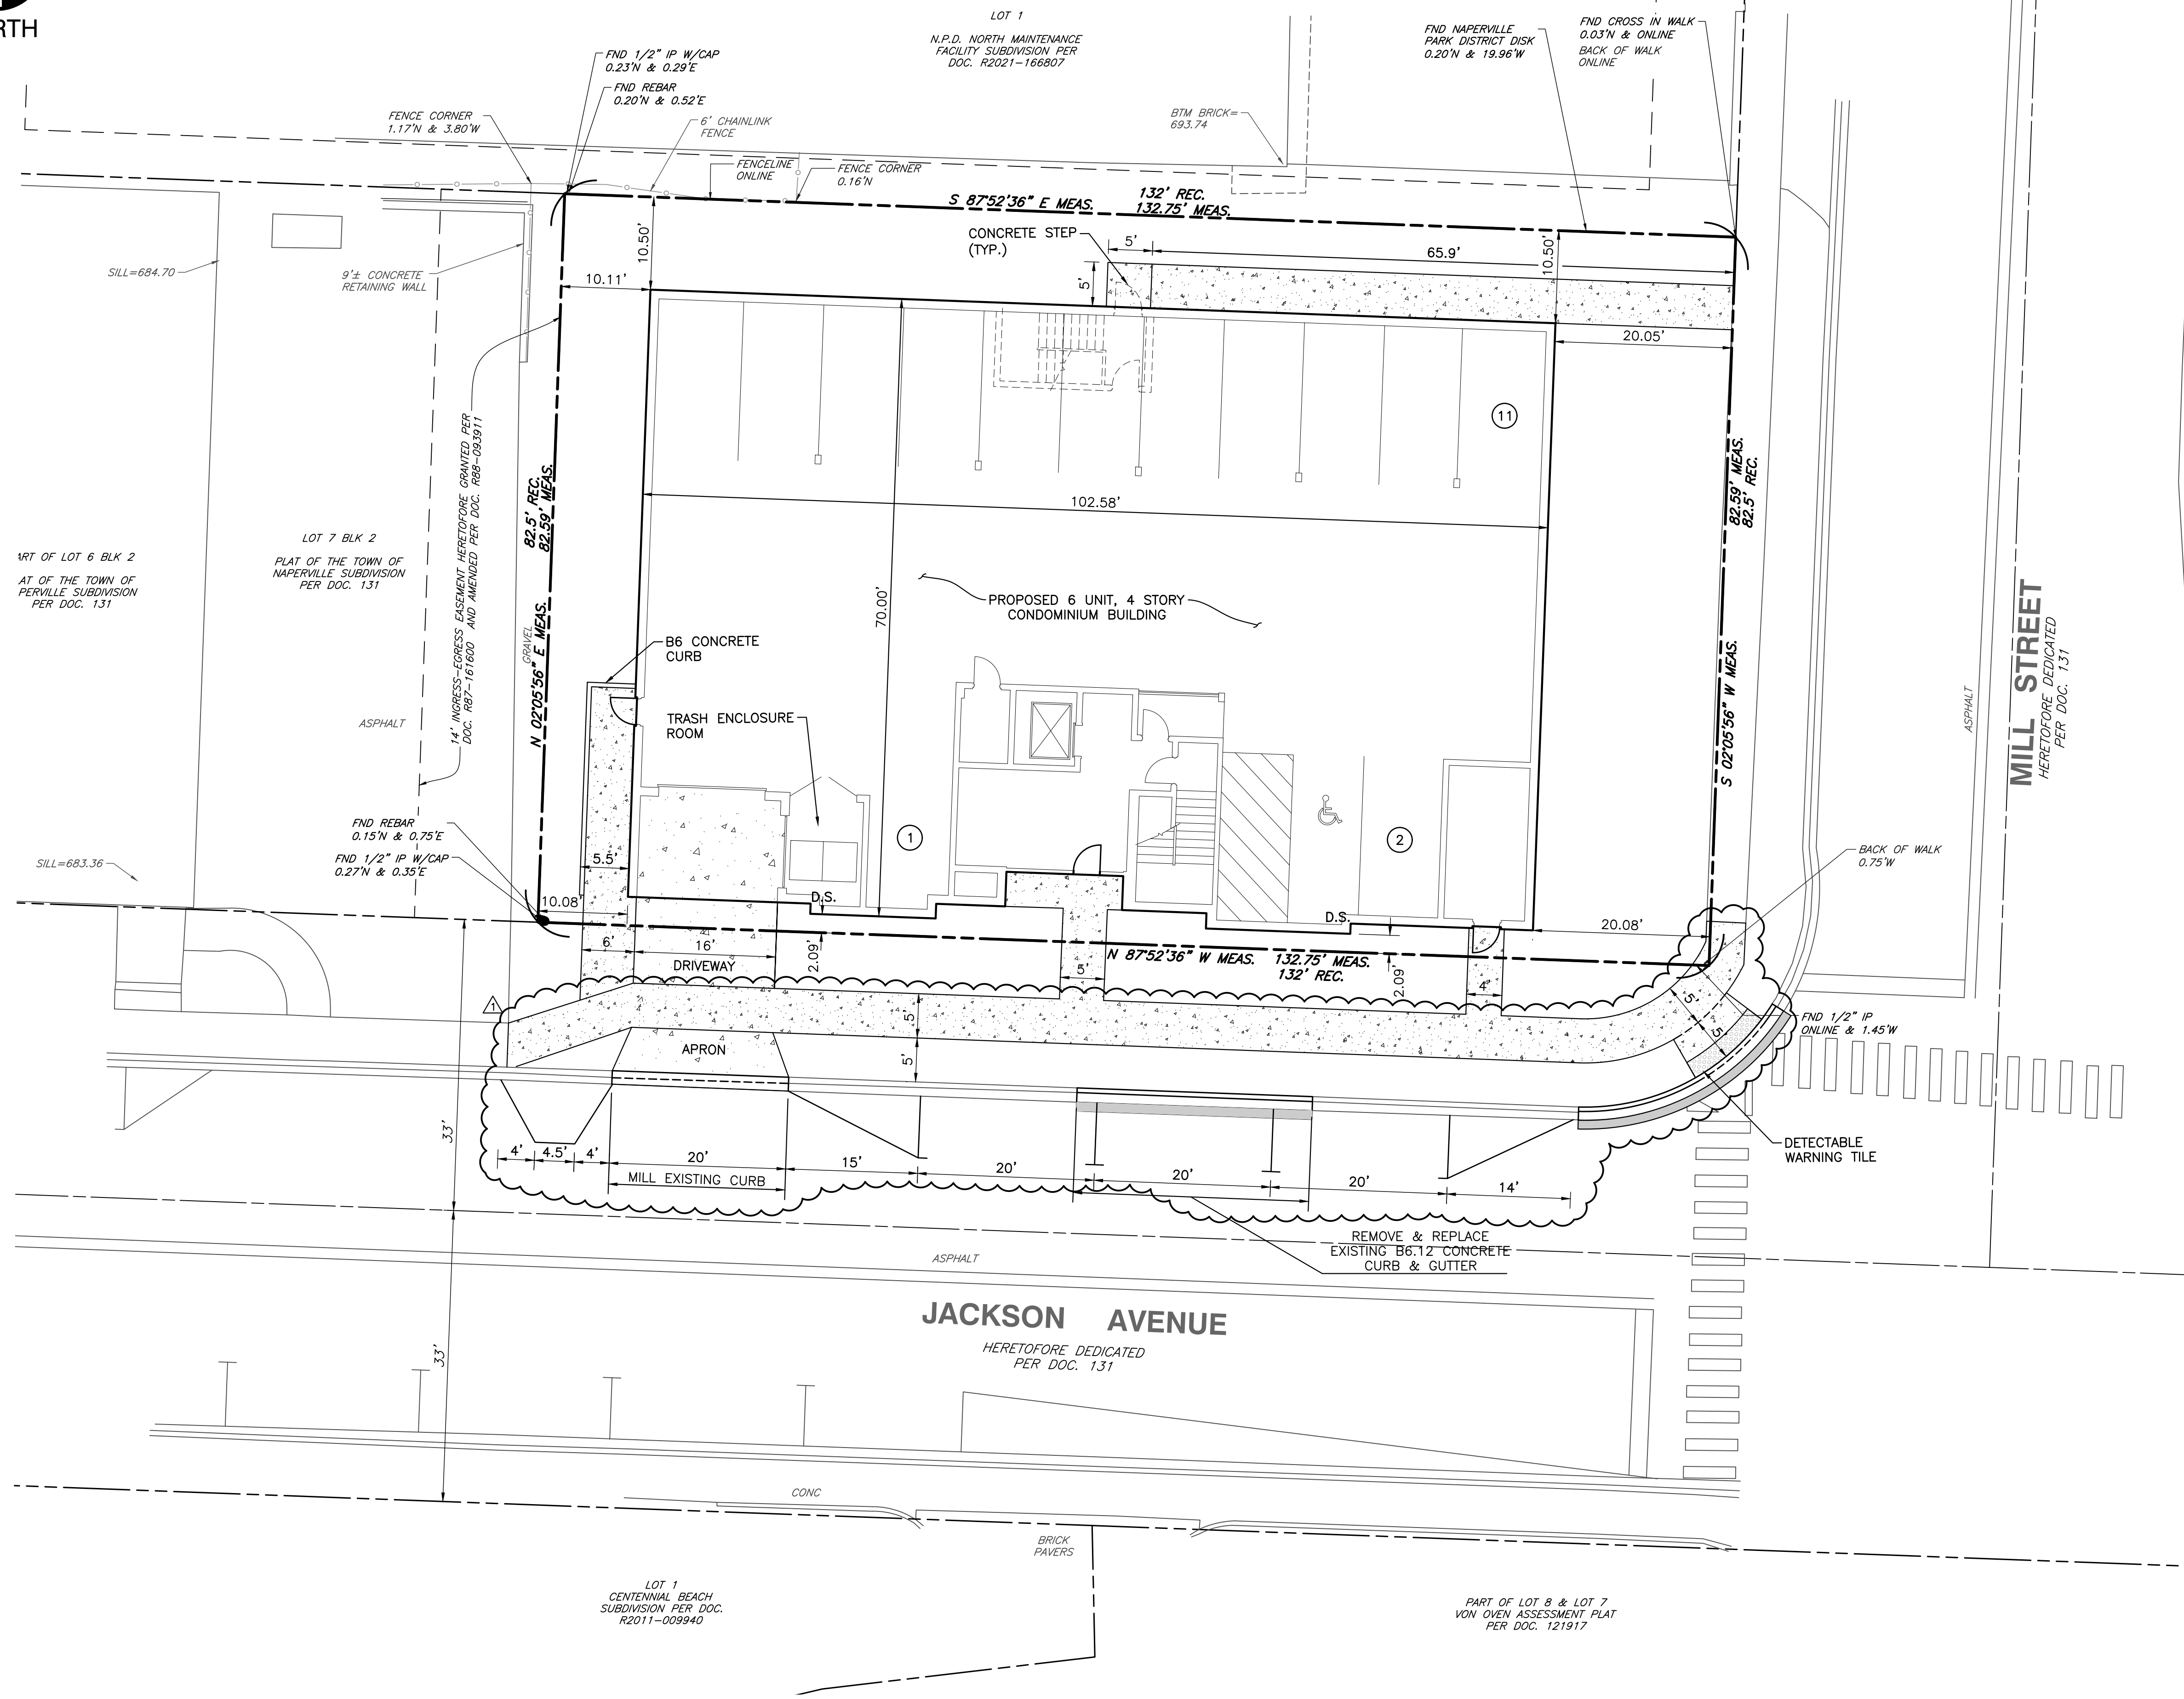 RTH
LOT 1
N.P.D. NORTH MAINTENANCE
FACILITY SUBDIVISION PER
DOC. R2021-166807
FND NAPERVILLE
PARK DISTRICT DISK
0.20'N & 19.96'W
FND CROSS IN WALK
0.03'N & ONLINE
BACK OF WALK
ONLINE
FND 1/2" IP W/CAP
0.23'N & 0.29'E
FND REBAR
0.20'N & 0.52'E
FENCE CORNER
1.17'N & 3.80'W
6' CHAINLINK
FENCE
BTM BRICK=
693.74
FENCELINE
ONLINE
FENCE CORNER
0.16'N
S 87°52'36" E MEAS.
132' REC.
132.75' MEAS.
CONCRETE STEP
(TYP.)
5'
65.9'
10.50'
10.50'
5'
10.11'
20.05'
SILL=684.70
9'± CONCRETE
RETAINING WALL
11
102.58'
70.00'
82.5' REC.
82.59' MEAS.
N 02°05'56" E MEAS.
GRAVEL
14' INGRESS-EGRESS EASEMENT HERETOFORE GRANTED PER
DOC. R87-161600 AND AMENDED PER DOC. R88-093911
82.59' MEAS.
82.5' REC.
S 02°05'56" W MEAS.
LOT 7 BLK 2
PLAT OF THE TOWN OF
NAPERVILLE SUBDIVISION
PER DOC. 131
ART OF LOT 6 BLK 2
AT OF THE TOWN OF
PERVILLE SUBDIVISION
PER DOC. 131
PROPOSED 6 UNIT, 4 STORY
CONDOMINIUM BUILDING
B6 CONCRETE
CURB
TRASH ENCLOSURE
ROOM
ASPHALT
ASPHALT
MILL STREET
HERETOFORE DEDICATED
PER DOC. 131
FND REBAR
0.15'N & 0.75'E
FND 1/2" IP W/CAP
0.27'N & 0.35'E
SILL=683.36
1
2
BACK OF WALK
0.75'W
5.5'
10.08'
D.S.
D.S.
20.08'
6'
16'
DRIVEWAY
2.09'
N 87°52'36" W MEAS.
132.75' MEAS.
132' REC.
5'
2.09'
4'
1
5'
5'
5'
5'
FND 1/2" IP
ONLINE & 1.45'W
APRON
DETECTABLE
WARNING TILE
33'
4'
4.5'
4'
20'
15'
20'
20'
20'
14'
MILL EXISTING CURB
REMOVE & REPLACE
EXISTING B6.12 CONCRETE
CURB & GUTTER
ASPHALT
JACKSON AVENUE
HERETOFORE DEDICATED
PER DOC. 131
33'
CONC
BRICK
PAVERS
LOT 1
CENTENNIAL BEACH
SUBDIVISION PER DOC.
R2011-009940
PART OF LOT 8 & LOT 7
VON OVEN ASSESSMENT PLAT
PER DOC. 121917